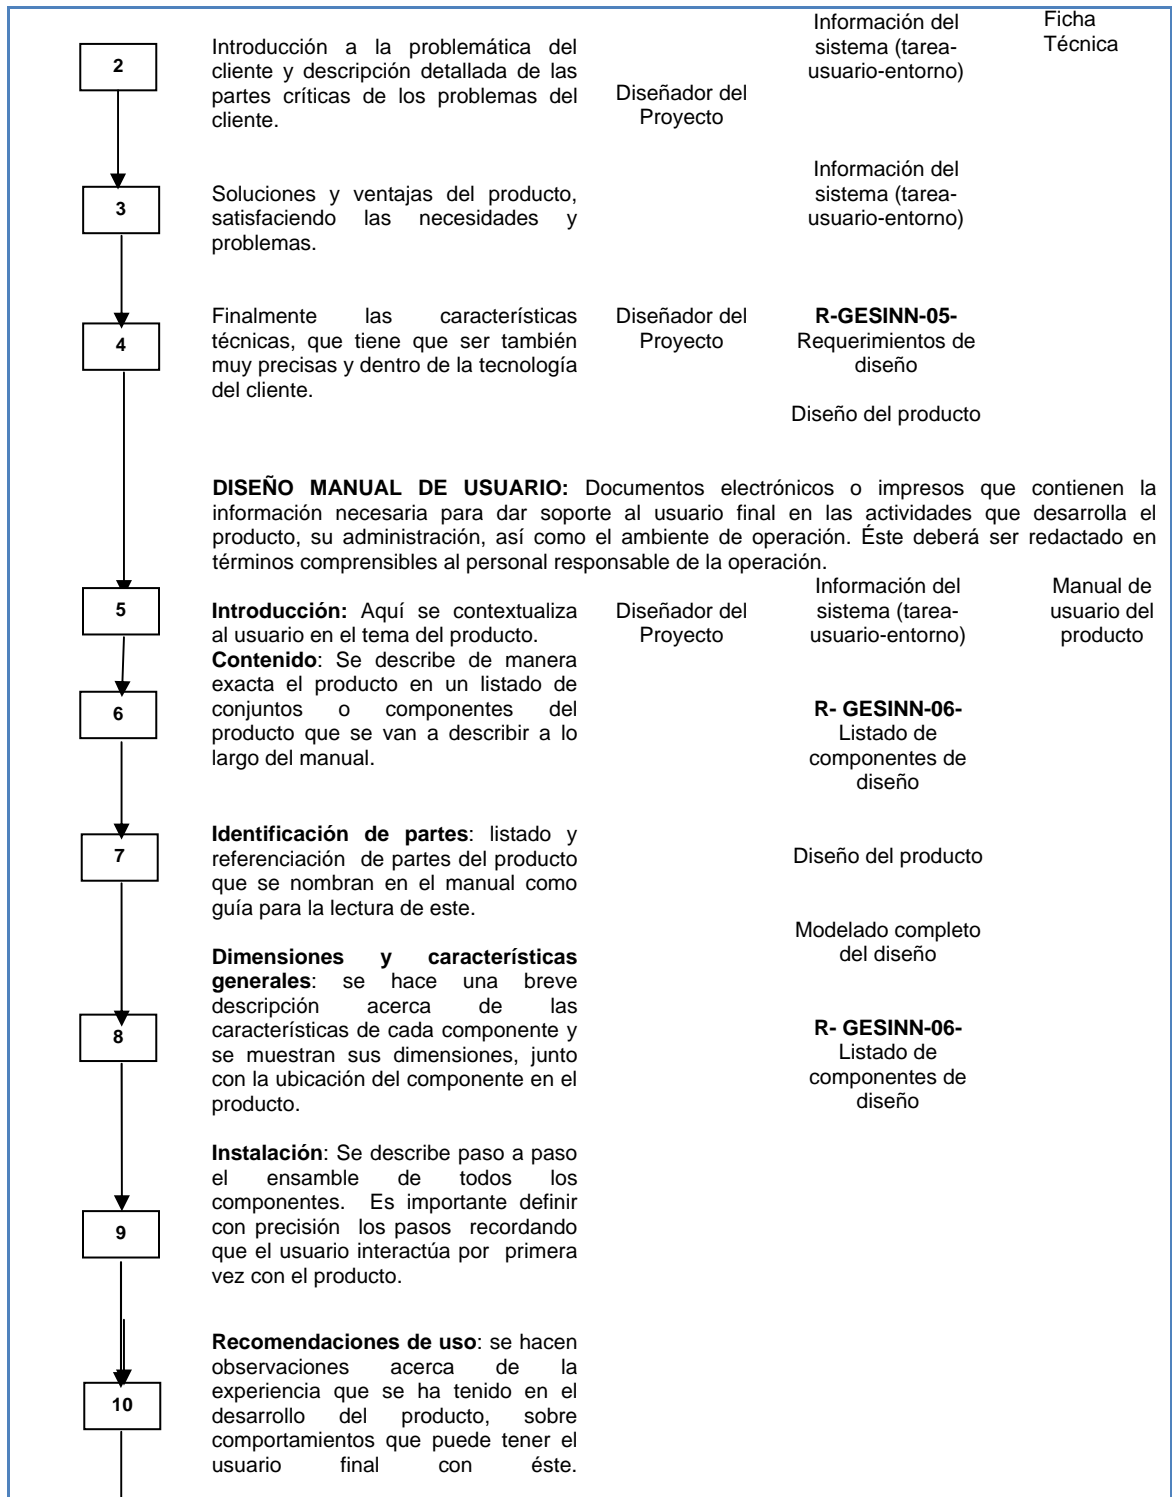 Información del
sistema (tarea-
usuario-entorno)
Ficha
Técnica
2
Introducción a la problemática del
cliente y descripción detallada de las
partes críticas de los problemas del
cliente.
Diseñador del
Proyecto
3
Soluciones y ventajas del producto,
satisfaciendo las necesidades y
problemas.
Información del
sistema (tarea-
usuario-entorno)
4
Finalmente las características
técnicas, que tiene que ser también
muy precisas y dentro de la tecnología
del cliente.
Diseñador del
Proyecto
R-GESINN-05-
Requerimientos de
diseño
Diseño del producto
DISEÑO MANUAL DE USUARIO: Documentos electrónicos o impresos que contienen la
información necesaria para dar soporte al usuario final en las actividades que desarrolla el
producto, su administración, así como el ambiente de operación. Éste deberá ser redactado en
términos comprensibles al personal responsable de la operación.
5
Introducción: Aquí se contextualiza
al usuario en el tema del producto.
Diseñador del
Proyecto
Información del
sistema (tarea-
usuario-entorno)
Manual de
usuario del
producto
6
Contenido: Se describe de manera
exacta el producto en un listado de
conjuntos o componentes del
producto que se van a describir a lo
largo del manual.
R- GESINN-06-
Listado de
componentes de
diseño
7
Identificación de partes: listado y
referenciación de partes del producto
que se nombran en el manual como
guía para la lectura de este.
Diseño del producto
Modelado completo
del diseño
8
Dimensiones y características
generales: se hace una breve
descripción acerca de las
características de cada componente y
se muestran sus dimensiones, junto
con la ubicación del componente en el
producto.
R- GESINN-06-
Listado de
componentes de
diseño
9
Instalación: Se describe paso a paso
el ensamble de todos los
componentes. Es importante definir
con precisión los pasos recordando
que el usuario interactúa por primera
vez con el producto.
10
Recomendaciones de uso: se hacen
observaciones acerca de la
experiencia que se ha tenido en el
desarrollo del producto, sobre
comportamientos que puede tener el
usuario final con éste.